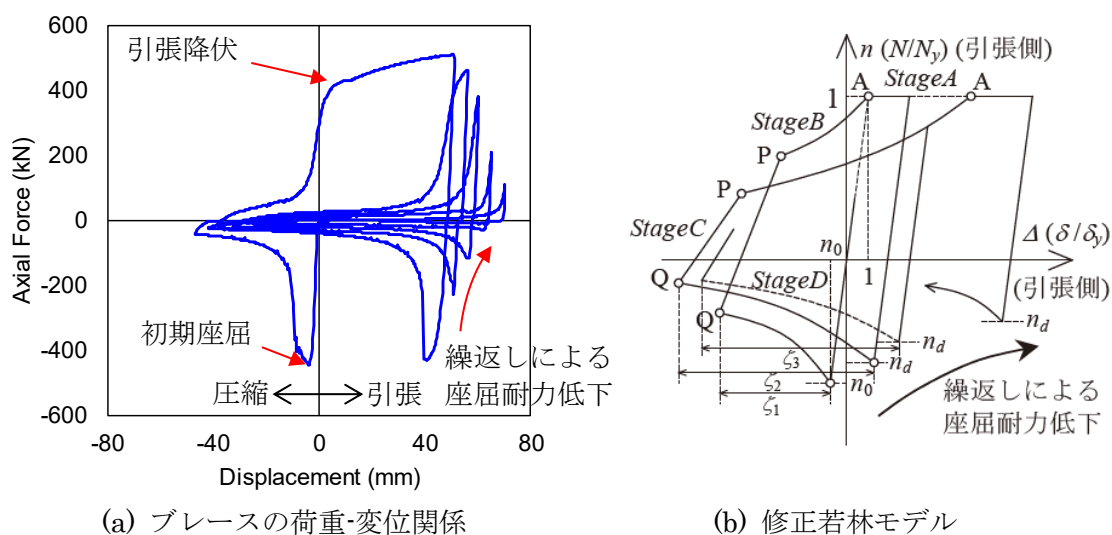 600
400
200
0
-200
-400
-600
-80
-40
0
40
80
Axial Force (kN)
Displacement (mm)
引張降伏
初期座屈
圧縮
引張
繰返しによる
座屈耐力低下
(a) ブレースの荷重-変位関係
n (N/Ny) (引張側)
A
StageA
A
1
StageB
P
P
StageC
n0
Δ (δ/δy)
Q
StageD
1
(引張側)
Q
nd
nd
ζ3
nd
ζ2
n0
ζ1
繰返しによる
座屈耐力低下
(b) 修正若林モデル